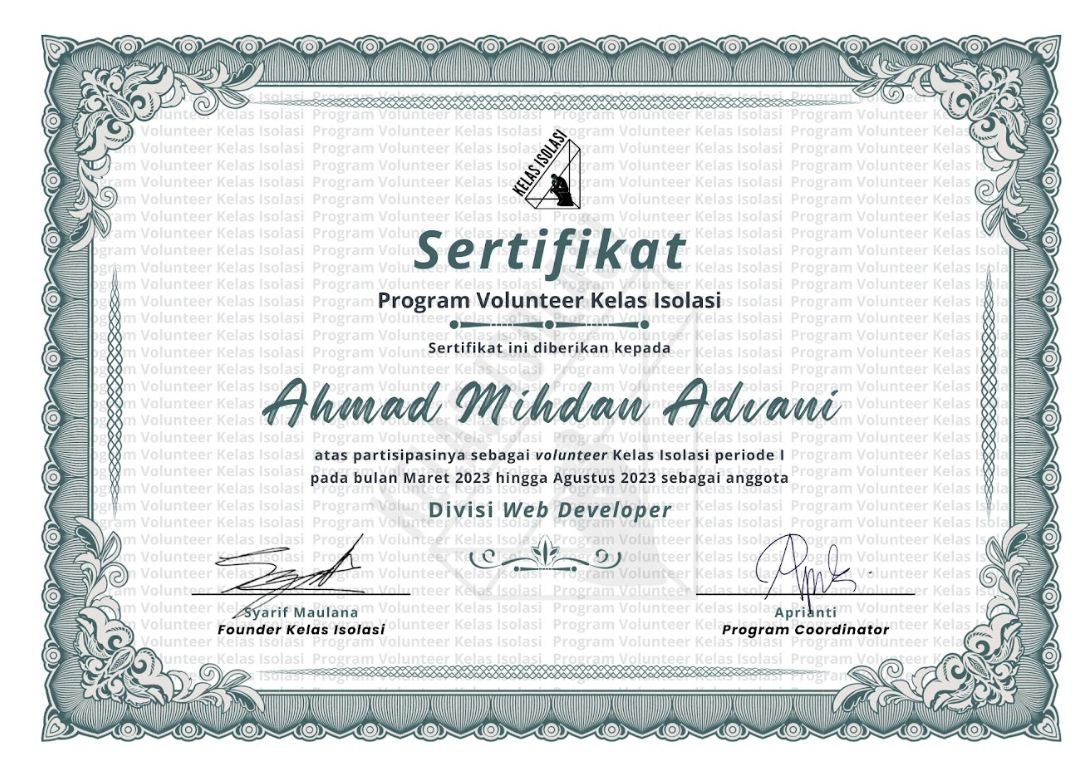 KELAS ISOLASI
Sertifikat
Program Volunteer Kelas Isolasi
Sertifikat ini diberikan kepada
Ahmad Mihdan Advani
atas partisipasinya sebagai volunteer Kelas Isolasi periode I
pada bulan Maret 2023 hingga Agustus 2023 sebagai anggota
Divisi Web Developer
Syarif Maulana
Founder Kelas Isolasi
Aprianti
Program Coordinator